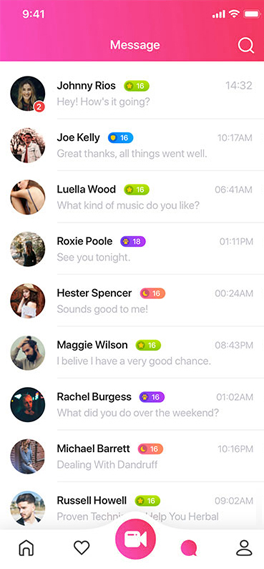 9:41
Message
Johnny Rios 16 14:32
Hey! How's it going?
2
Joe Kelly 16 10:17AM
Great thanks, all things went well.
Luella Wood 16 06:41AM
What kind of music do you like?
Roxie Poole 18 01:11PM
See you tonight.
Hester Spencer 16 00:24AM
Sounds good to me!
Maggie Wilson 16 08:43PM
I belive I have a very good chance.
Rachel Burgess 16 01:02AM
What did you do over the weekend?
Michael Barrett 16 10:16PM
Dealing With Dandruff
Russell Howell 16 09:02AM
Proven Help You Herbal